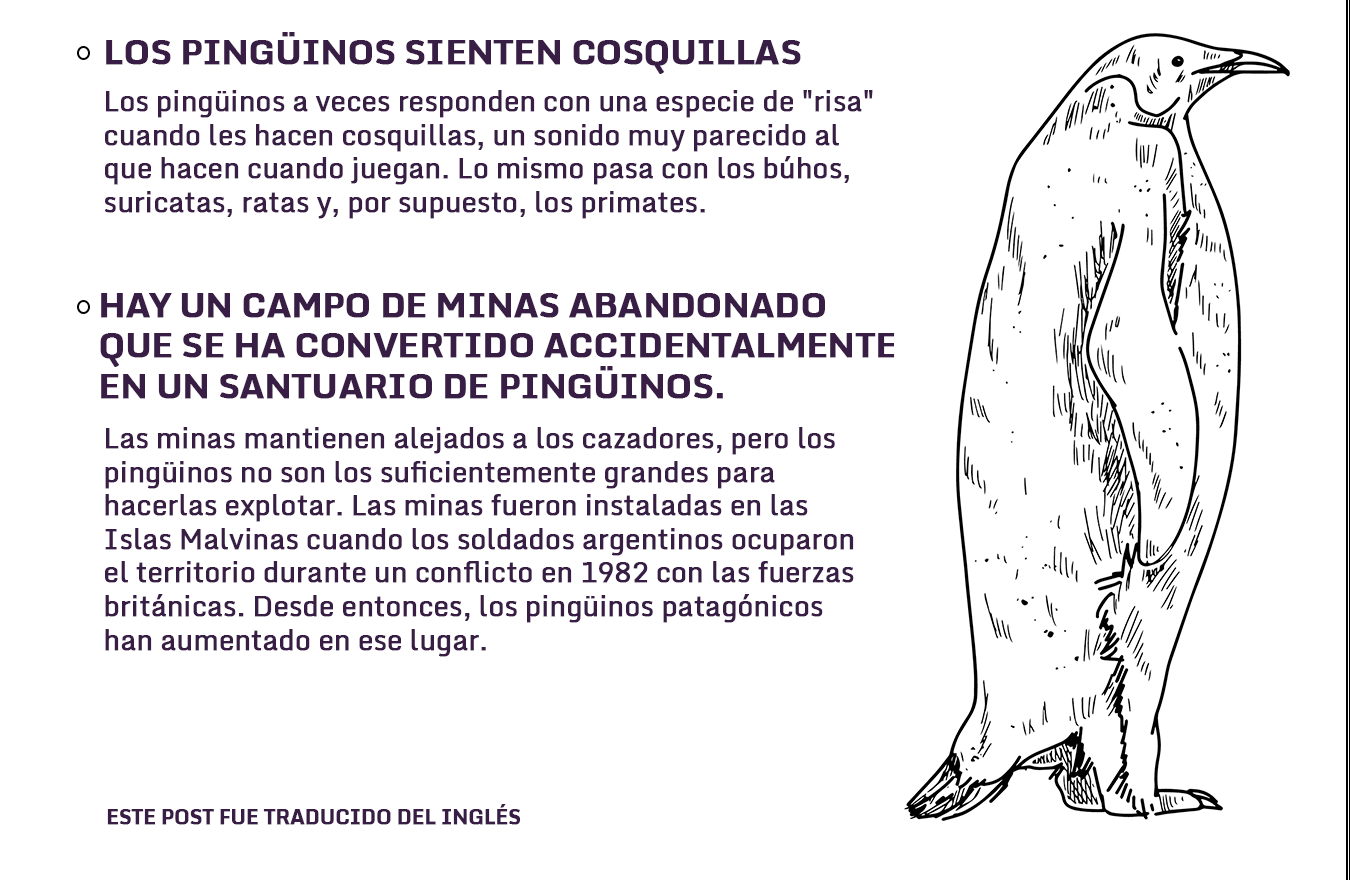 LOS PINGÜINOS SIENTEN COSQUILLAS
Los pingüinos a veces responden con una especie de "risa"
cuando les hacen cosquillas, un sonido muy parecido al
que hacen cuando juegan. Lo mismo pasa con los búhos,
suricatas, ratas y, por supuesto, los primates.
HAY UN CAMPO DE MINAS ABANDONADO
QUE SE HA CONVERTIDO ACCIDENTALMENTE
EN UN SANTUARIO DE PINGÜINOS.
Las minas mantienen alejados a los cazadores, pero los
pingüinos no son los suficientemente grandes para
hacerlas explotar. Las minas fueron instaladas en las
Islas Malvinas cuando los soldados argentinos ocuparon
el territorio durante un conflicto en 1982 con las fuerzas
británicas. Desde entonces, los pingüinos patagónicos
han aumentado en ese lugar.
ESTE POST FUE TRADUCIDO DEL INGLÉS